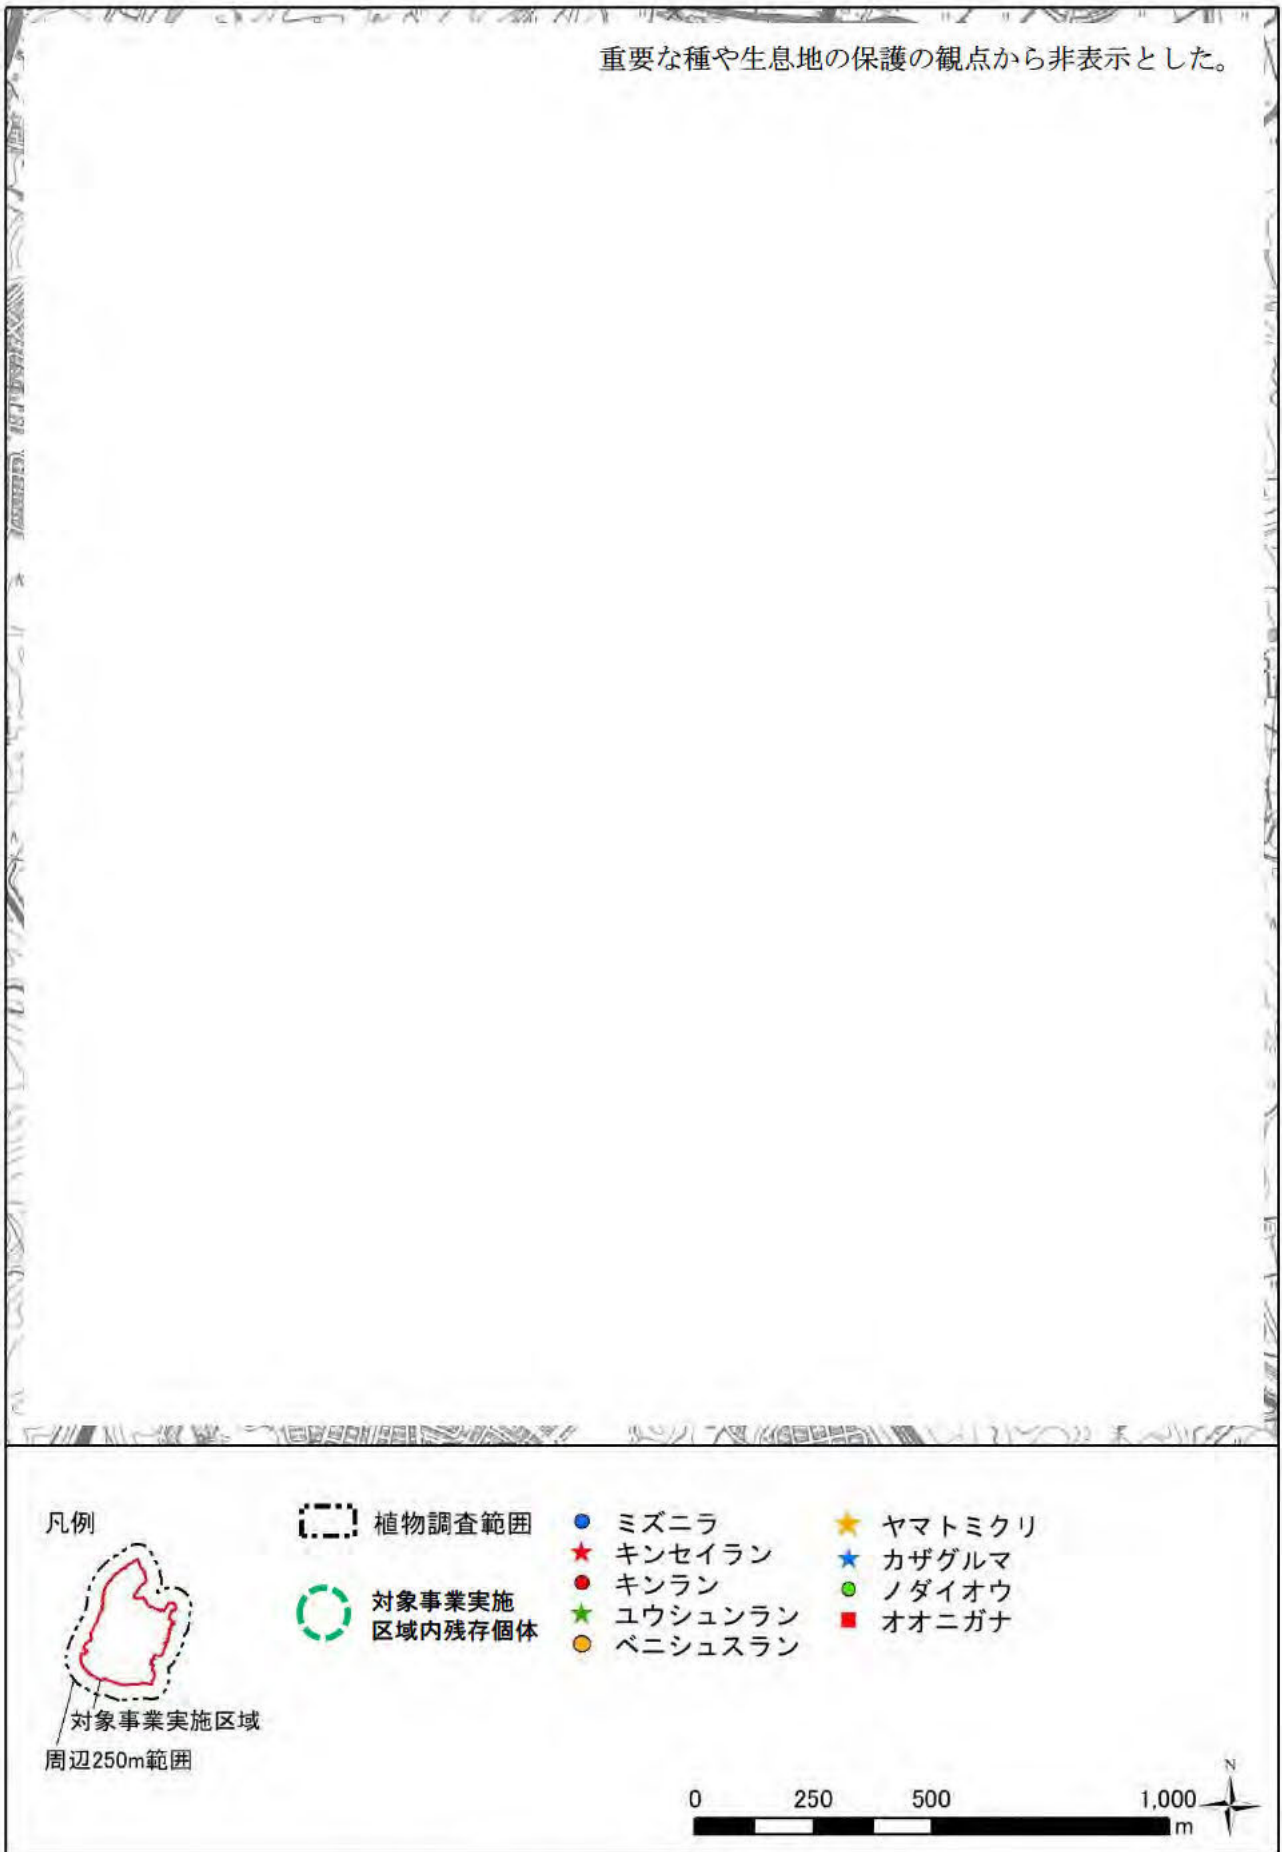 重要な種や生息地の保護の観点から非表示とした。
凡例
対象事業実施区域
周辺250m範囲
植物調査範囲
対象事業実施
区域内残存個体
ミズニラ
キンセイラン
キンラン
ユウシュンラン
ベニシュスラン
ヤマトミクリ
カザグルマ
ノダイオウ
オオニガナ
N
0 250 500 1,000
m